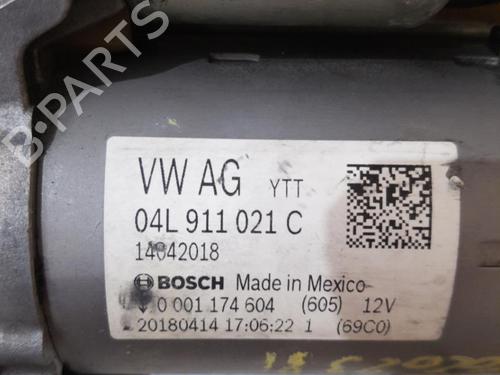 B-PARTS
VW AG YTT
04L 911 021 C
14042018
BOSCH Made in Mexico
0 001 174 604 (605) 12V
20180414 17:06:22 1 (69C0)